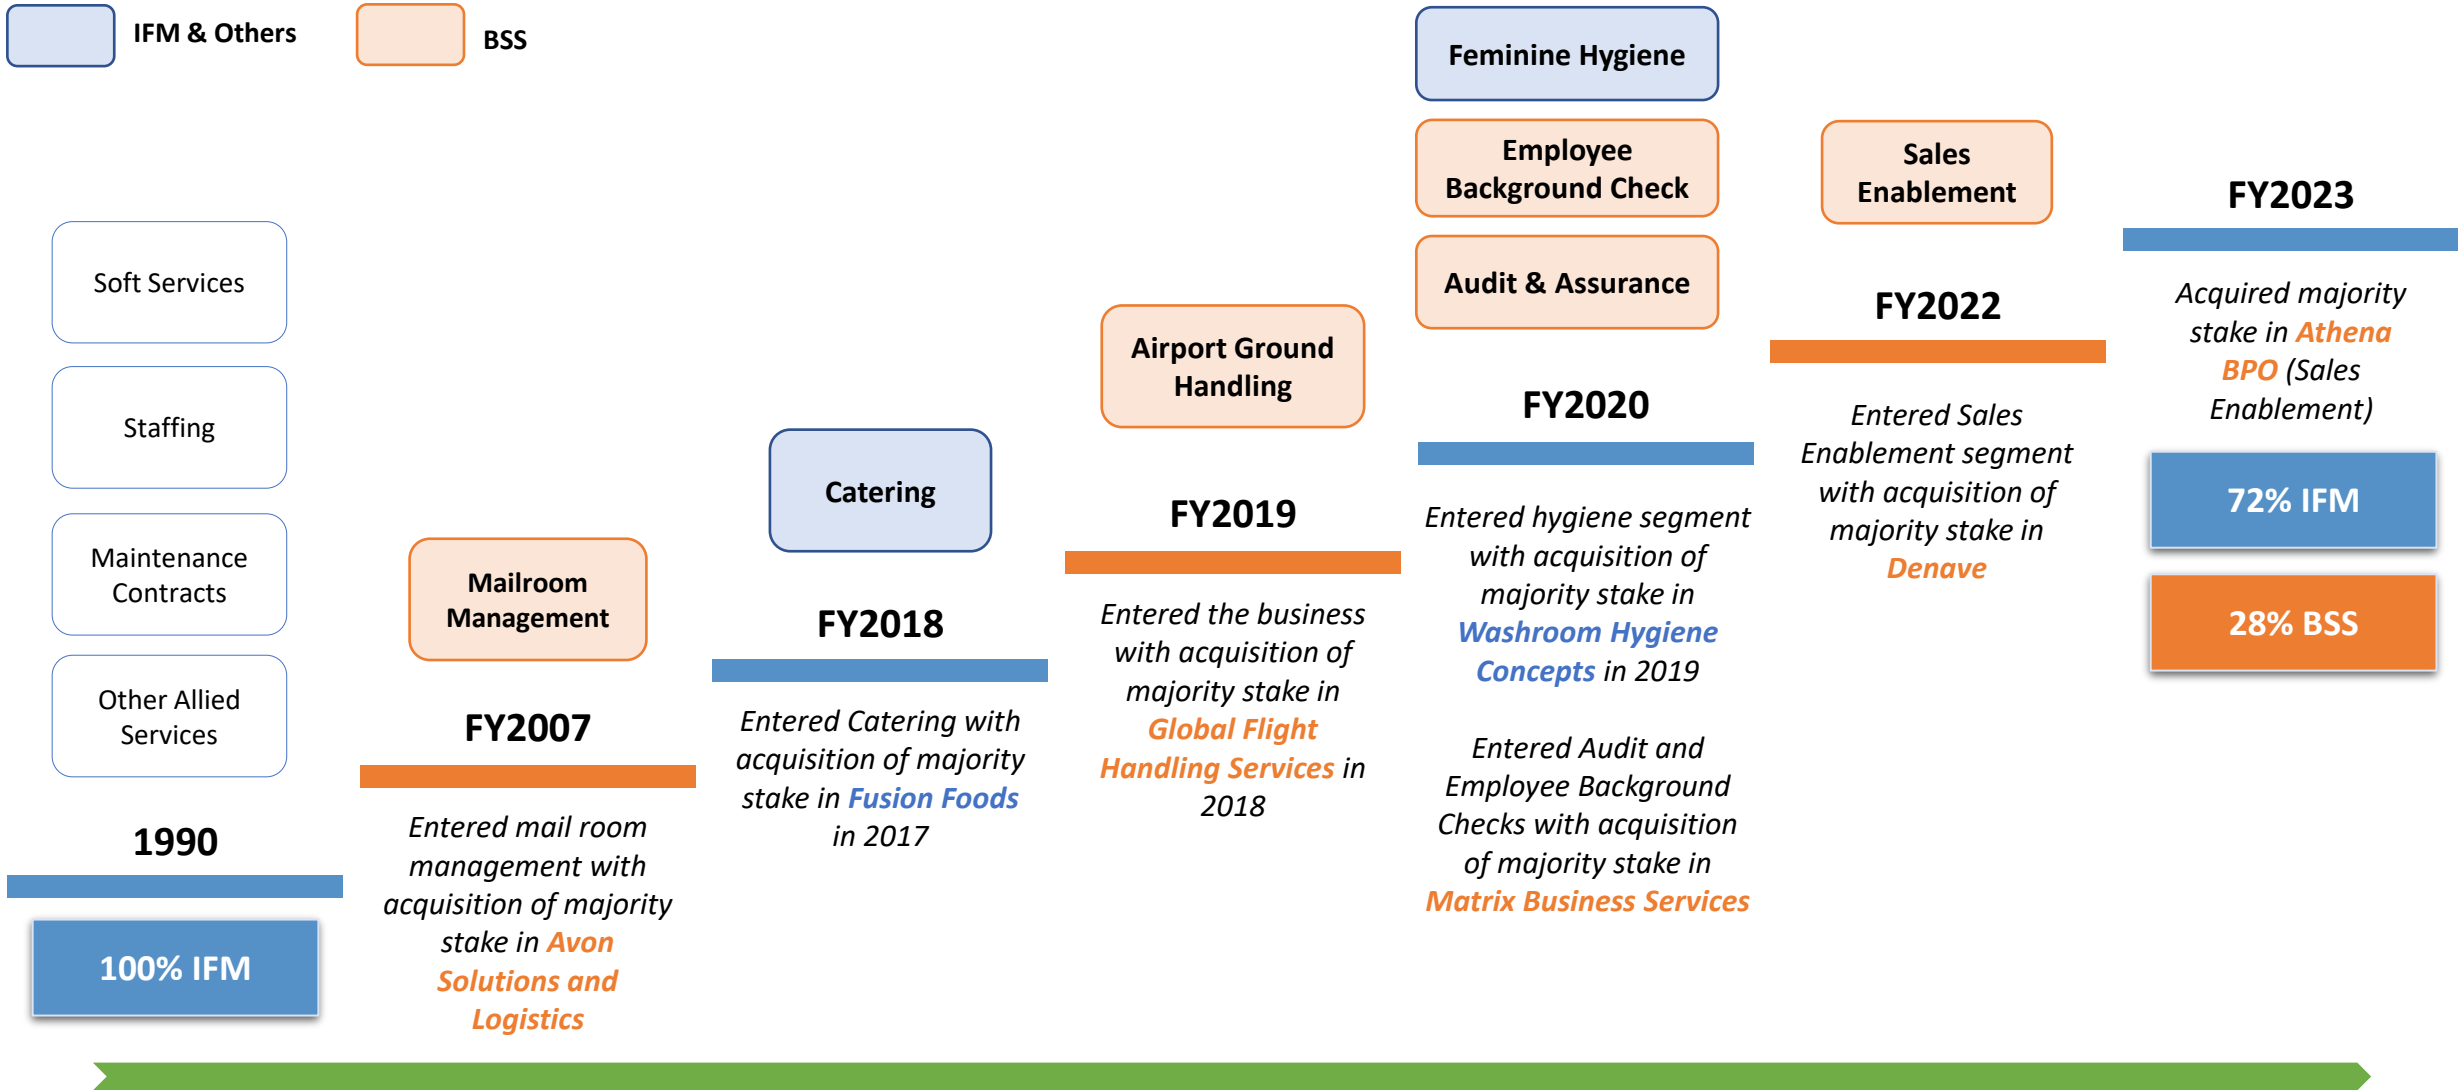 IFM & Others
BSS
Soft Services
Staffing
Maintenance
Contracts
Other Allied
Services
1990
100% IFM
Mailroom
Management
FY2007
Entered mail room
management with
acquisition of majority
stake in Avon
Solutions and
Logistics
Catering
FY2018
Entered Catering with
acquisition of majority
stake in Fusion Foods
in 2017
Airport Ground
Handling
FY2019
Entered the business
with acquisition of
majority stake in
Global Flight
Handling Services in
2018
Feminine Hygiene
Employee
Background Check
Audit & Assurance
FY2020
Entered hygiene segment
with acquisition of
majority stake in
Washroom Hygiene
Concepts in 2019
Entered Audit and
Employee Background
Checks with acquisition
of majority stake in
Matrix Business Services
Sales
Enablement
FY2022
Entered Sales
Enablement segment
with acquisition of
majority stake in
Denave
FY2023
Acquired majority
stake in Athena
BPO (Sales
Enablement)
72% IFM
28% BSS